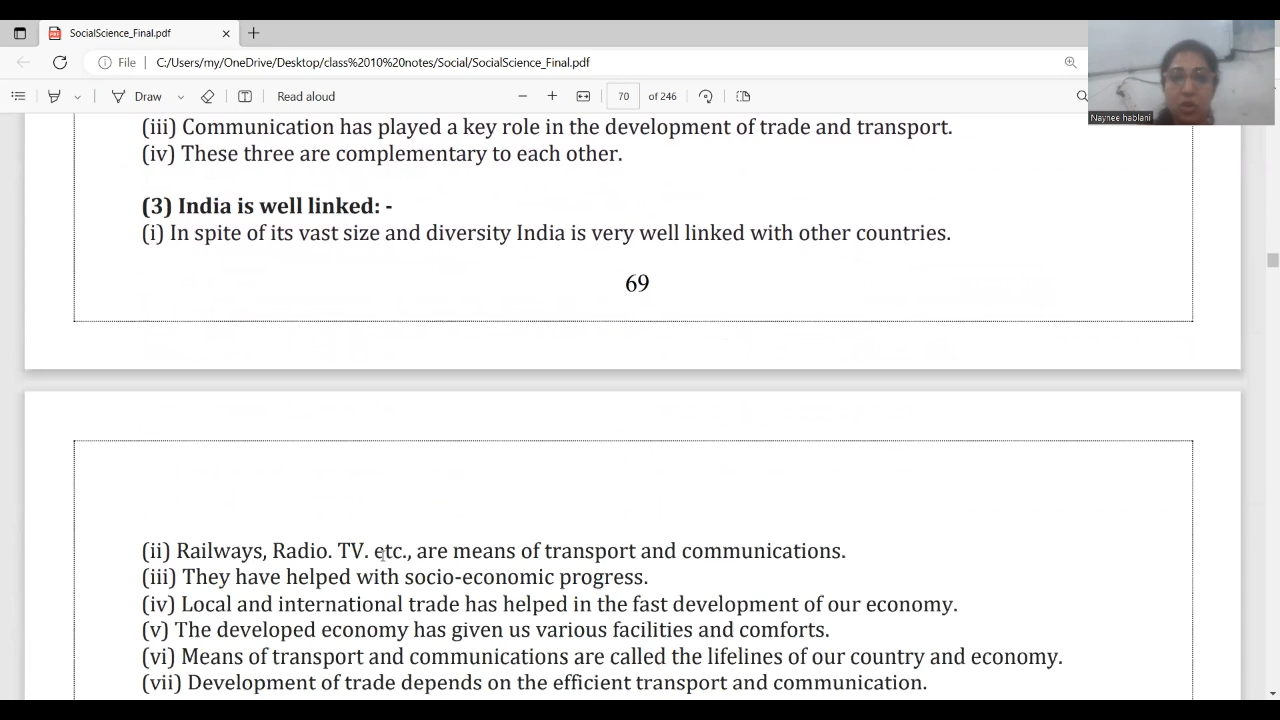 SocialScience_Final.pdf
File C:/Users/my/OneDrive/Desktop/class%2010%20notes/Social/SocialScience_Final.pdf
Draw Read aloud 70 of 246
Naynee hablani
(iii) Communication has played a key role in the development of trade and transport.
(iv) These three are complementary to each other.
(3) India is well linked: -
(i) In spite of its vast size and diversity India is very well linked with other countries.
69
(ii) Railways, Radio. TV. etc., are means of transport and communications.
(iii) They have helped with socio-economic progress.
(iv) Local and international trade has helped in the fast development of our economy.
(v) The developed economy has given us various facilities and comforts.
(vi) Means of transport and communications are called the lifelines of our country and economy.
(vii) Development of trade depends on the efficient transport and communication.